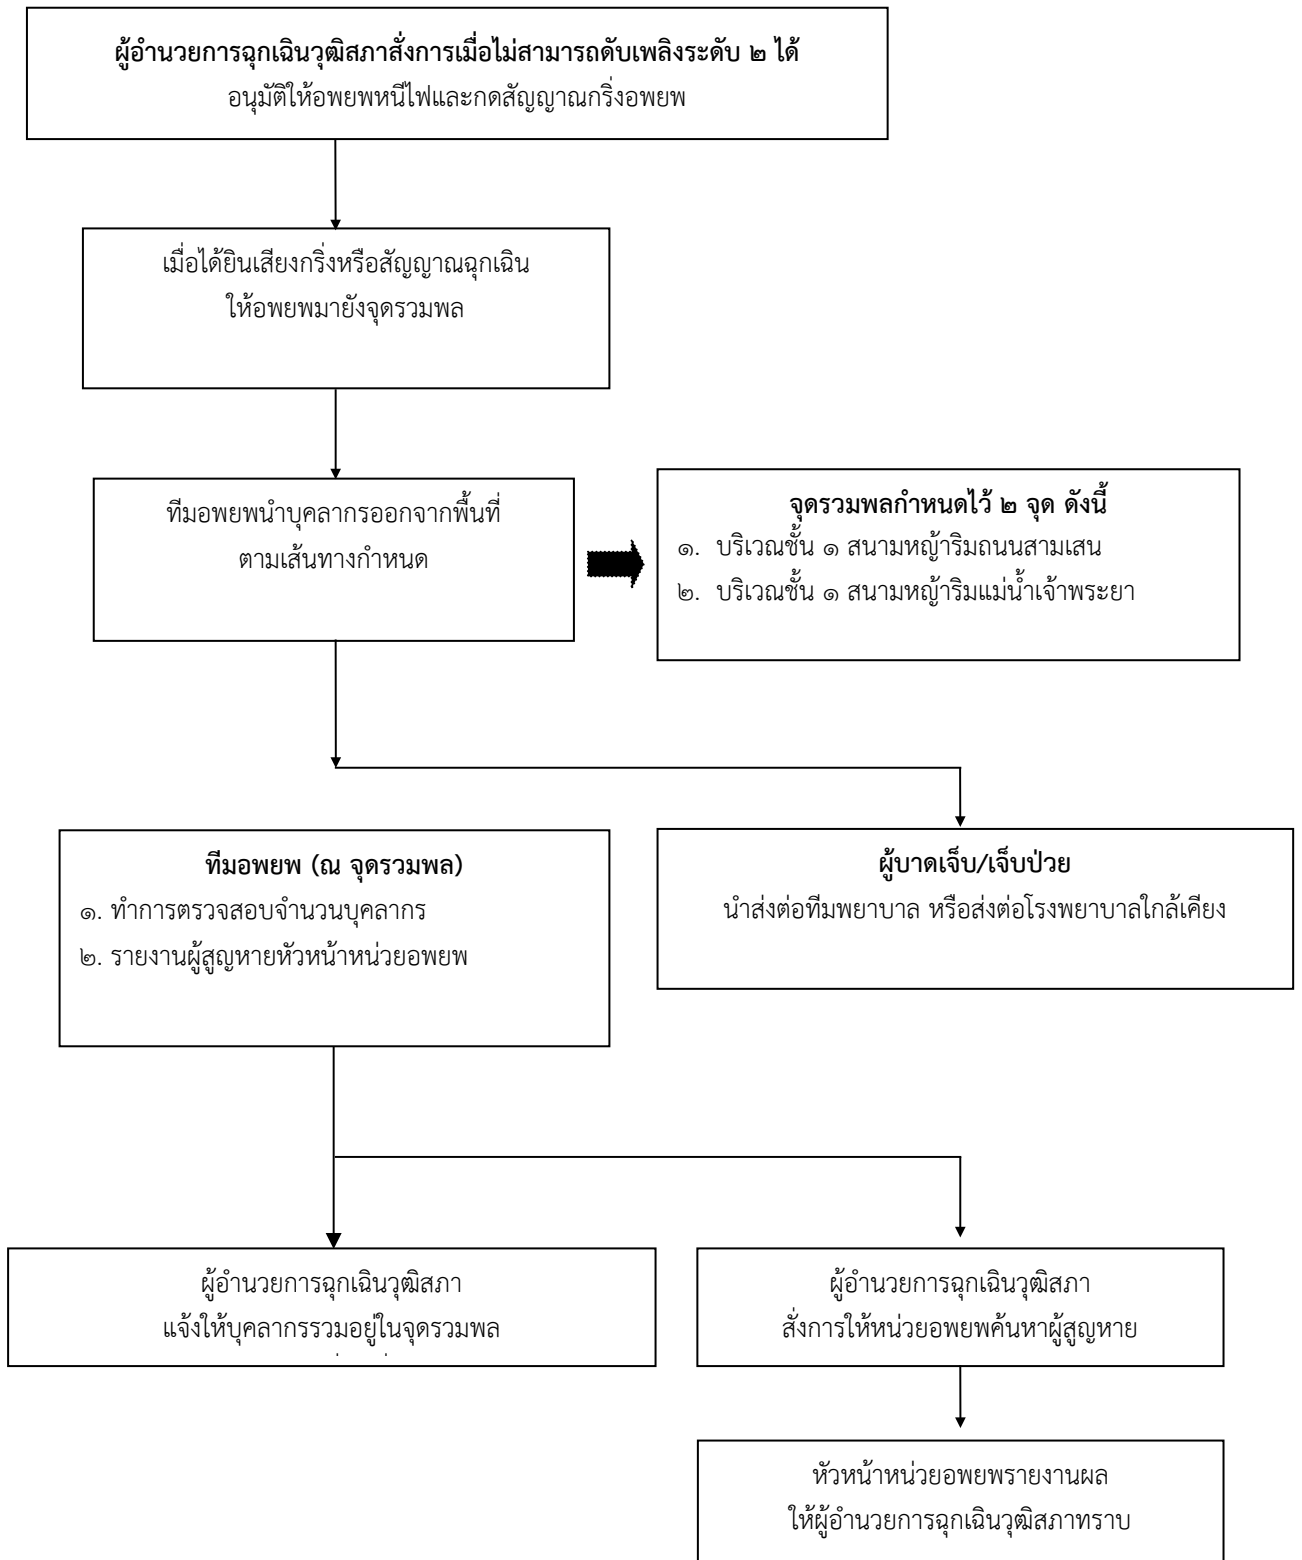 ผู้อำนวยการฉุกเฉินวุฒิสภาสั่งการเมื่อไม่สามารถดับเพลิงระดับ ๒ ได้
อนุมัติให้อพยพหนีไฟและกดสัญญาณกริ่งอพยพ
เมื่อได้ยินเสียงกริ่งหรือสัญญาณฉุกเฉิน
ให้อพยพมายังจุดรวมพล
ทีมอพยพนำบุคลากรออกจากพื้นที่
ตามเส้นทางกำหนด
จุดรวมพลกำหนดไว้ ๒ จุด ดังนี้
๑. บริเวณชั้น ๑ สนามหญ้าริมถนนสามเสน
๒. บริเวณชั้น ๑ สนามหญ้าริมแม่น้ำเจ้าพระยา
ทีมอพยพ (ณ จุดรวมพล)
๑. ทำการตรวจสอบจำนวนบุคลากร
๒. รายงานผู้สูญหายหัวหน้าหน่วยอพยพ
ผู้บาดเจ็บ/เจ็บป่วย
นำส่งต่อทีมพยาบาล หรือส่งต่อโรงพยาบาลใกล้เคียง
ผู้อำนวยการฉุกเฉินวุฒิสภา
แจ้งให้บุคลากรรวมอยู่ในจุดรวมพล
ผู้อำนวยการฉุกเฉินวุฒิสภา
สั่งการให้หน่วยอพยพค้นหาผู้สูญหาย
หัวหน้าหน่วยอพยพรายงานผล
ให้ผู้อำนวยการฉุกเฉินวุฒิสภาทราบ